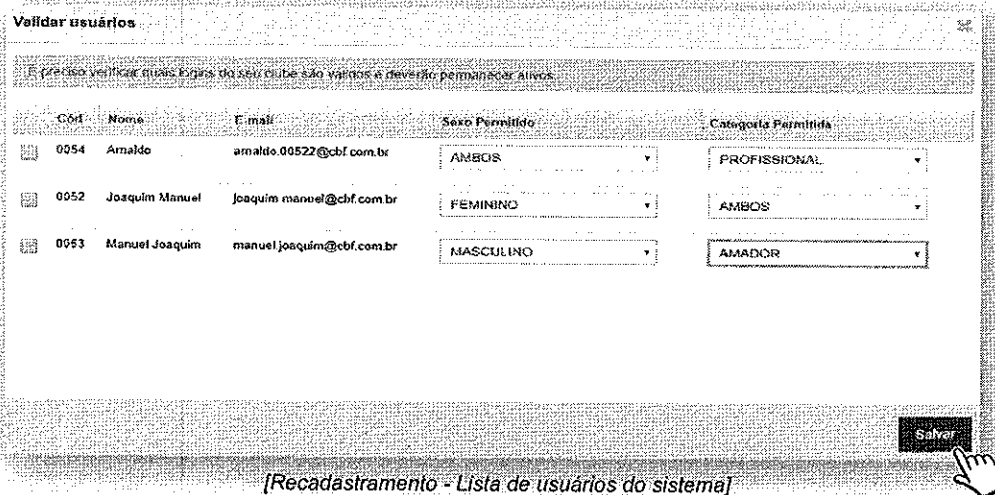 Validar usuários
É preciso verificar quais logins do seu clube são válidos e deverão permanecer ativos.
Cód Nome E-mail Sexo Permitido Categoria Permitida
0054 Arnaldo arnaldo.00522@cbf.com.br AMBOS PROFISSIONAL
0052 Joaquim Manuel joaquim.manuel@cbf.com.br FEMININO AMBOS
0053 Manuel Joaquim manuel.joaquim@cbf.com.br MASCULINO AMADOR
Salvar
[Recadastramento - Lista de usuários do sistema]